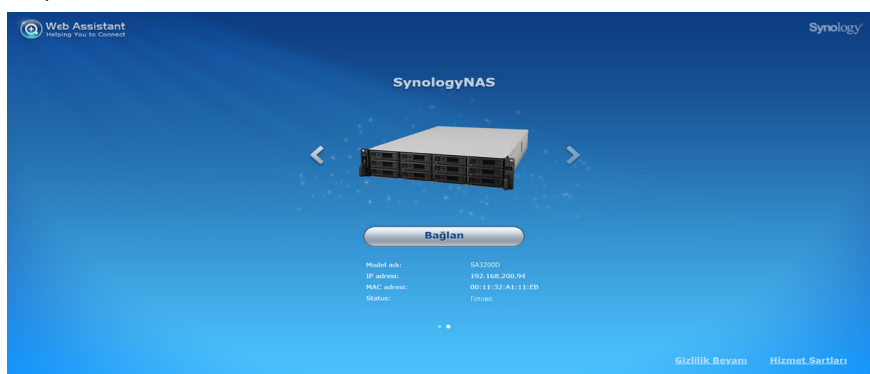 Web Assistant
Helping You to Connect
Synology
SynologyNAS
Bağlan
Model adı: SA3200D
IP adresi: 192.168.200.94
MAC adresi: 00:11:32:A1:11:EB
Status: Готово
Gizlilik Beyanı Hizmet Şartları